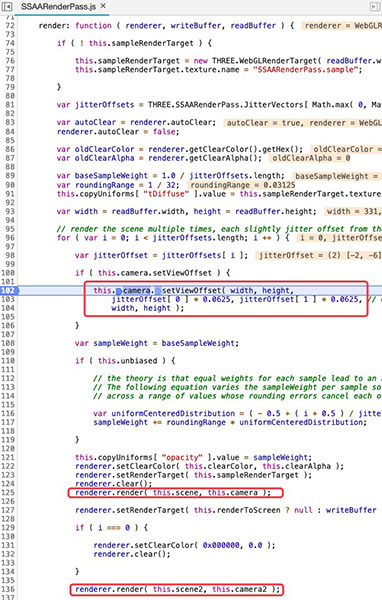 SSAARenderPass.js ×
71
72 render: function ( renderer, writeBuffer, readBuffer ) { renderer = WebGLR
73
74 if ( ! this.sampleRenderTarget ) {
75
76 this.sampleRenderTarget = new THREE.WebGLRenderTarget( readBuffer.w
77 this.sampleRenderTarget.texture.name = "SSAARenderPass.sample";
78
79 }
80
81 var jitterOffsets = THREE.SSAARenderPass.JitterVectors[ Math.max( 0, Ma
82
83 var autoClear = renderer.autoClear; autoClear = true, renderer = WebGL
84 renderer.autoClear = false;
85
86 var oldClearColor = renderer.getClearColor().getHex(); oldClearColor =
87 var oldClearAlpha = renderer.getClearAlpha(); oldClearAlpha = 0
88
89 var baseSampleWeight = 1.0 / jitterOffsets.length; baseSampleWeight =
90 var roundingRange = 1 / 32; roundingRange = 0.03125
91 this.copyUniforms[ "tDiffuse" ].value = this.sampleRenderTarget.texture
92
93 var width = readBuffer.width, height = readBuffer.height; width = 331,
94
95 // render the scene multiple times, each slightly jitter offset from th
96 for ( var i = 0; i < jitterOffsets.length; i ++ ) { i = 0, jitterOffset
97
98 var jitterOffset = jitterOffsets[ i ]; jitterOffset = (2) [-2, -6]
99
100 if ( this.camera.setViewOffset ) {
101
102 this.camera.setViewOffset( width, height,
103 jitterOffset[ 0 ] * 0.0625, jitterOffset[ 1 ] * 0.0625, //
104 width, height );
105
106 }
107
108 var sampleWeight = baseSampleWeight;
109
110 if ( this.unbiased ) {
111
112 // the theory is that equal weights for each sample lead to an
113 // The following equation varies the sampleWeight per sample so
114 // across a range of values whose rounding errors cancel each o
115
116 var uniformCenteredDistribution = ( - 0.5 + ( i + 0.5 ) / jitte
117 sampleWeight += roundingRange * uniformCenteredDistribution;
118
119 }
120
121 this.copyUniforms[ "opacity" ].value = sampleWeight;
122 renderer.setClearColor( this.clearColor, this.clearAlpha );
123 renderer.setRenderTarget( this.sampleRenderTarget );
124 renderer.clear();
125 renderer.render( this.scene, this.camera );
126
127 renderer.setRenderTarget( this.renderToScreen ? null : writeBuffer
128
129 if ( i === 0 ) {
130
131 renderer.setClearColor( 0x000000, 0.0 );
132 renderer.clear();
133
134 }
135
136 renderer.render( this.scene2, this.camera2 );